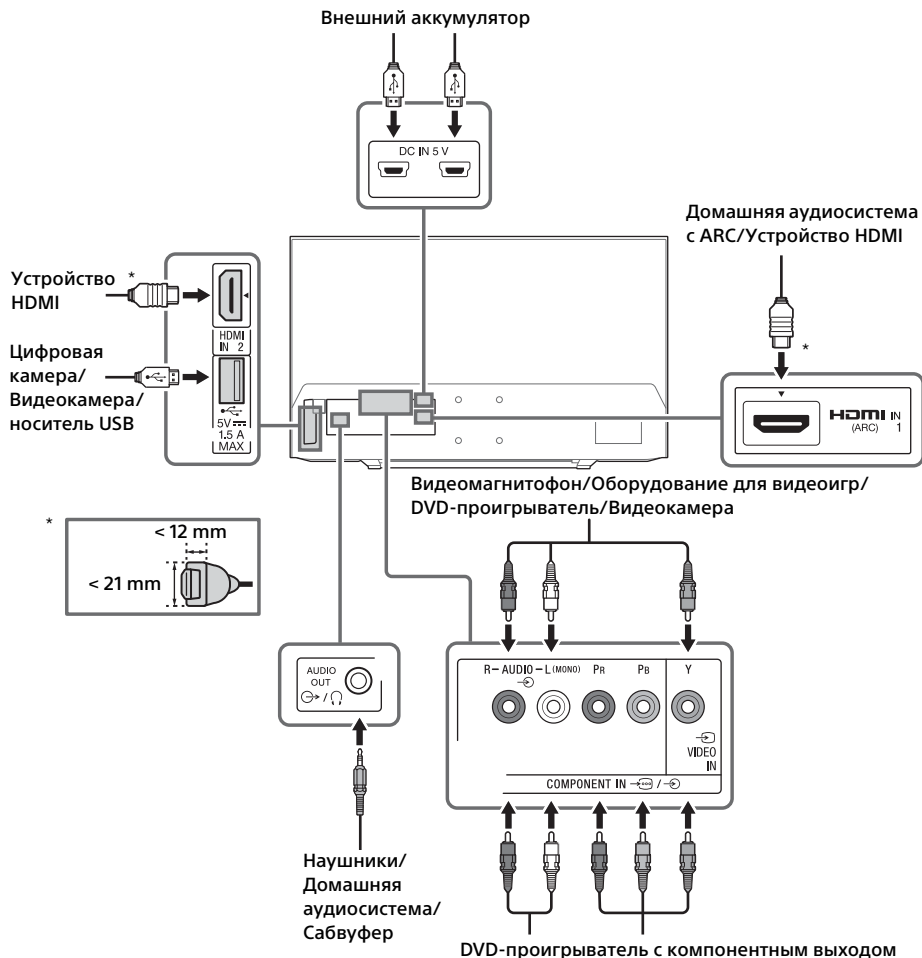 Внешний аккумулятор
DC IN 5 V
Домашняя аудиосистема
с ARC/Устройство HDMI
Устройство *
HDMI
HDMI
IN 2
Цифровая
камера/
Видеокамера/
носитель USB
5V
1.5 A
MAX
*
HDMI IN
(ARC) 1
Видеомагнитофон/Оборудование для видеоигр/
DVD-проигрыватель/Видеокамера
*
< 12 mm
< 21 mm
AUDIO
OUT
/
R – AUDIO – L (MONO) PR PB Y
VIDEO
IN
COMPONENT IN /
Наушники/
Домашняя
аудиосистема/
Сабвуфер
DVD-проигрыватель с компонентным выходом